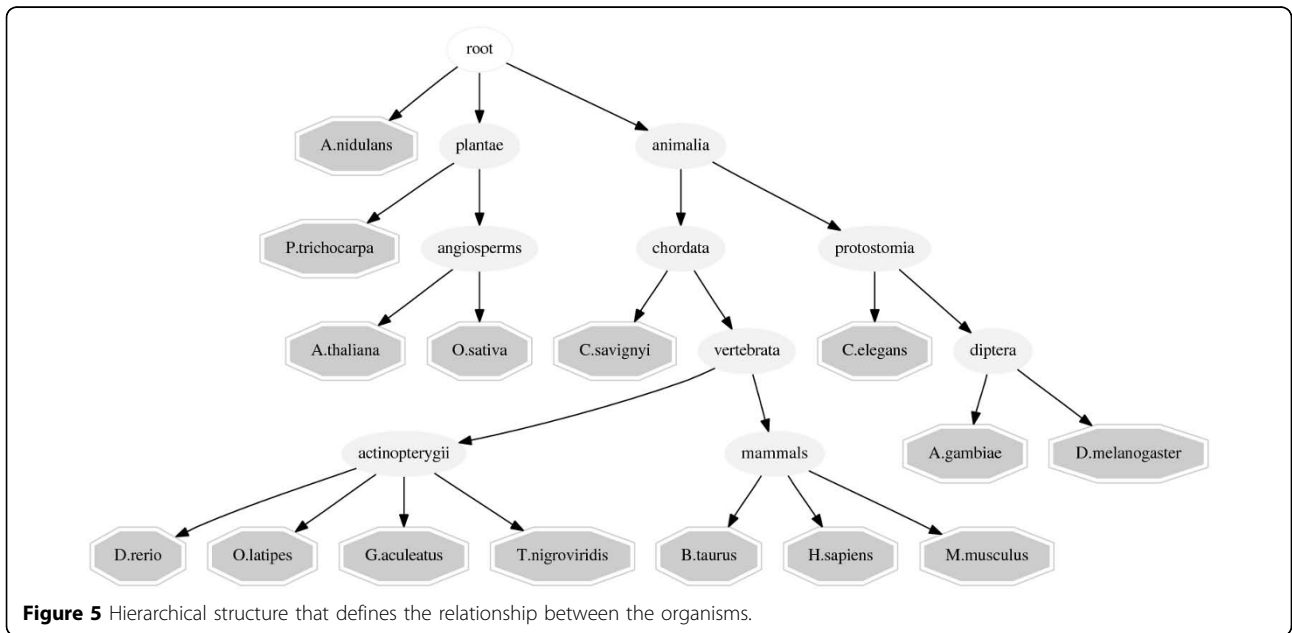 root
A.nidulans plantae animalia
P.trichocarpa angiosperms chordata protostomia
A.thaliana O.sativa C.savignyi vertebrata C.elegans diptera
actinopterygii mammals A.gambiae D.melanogaster
D.rerio O.latipes G.aculeatus T.nigroviridis B.taurus H.sapiens M.musculus
Figure 5 Hierarchical structure that defines the relationship between the organisms.